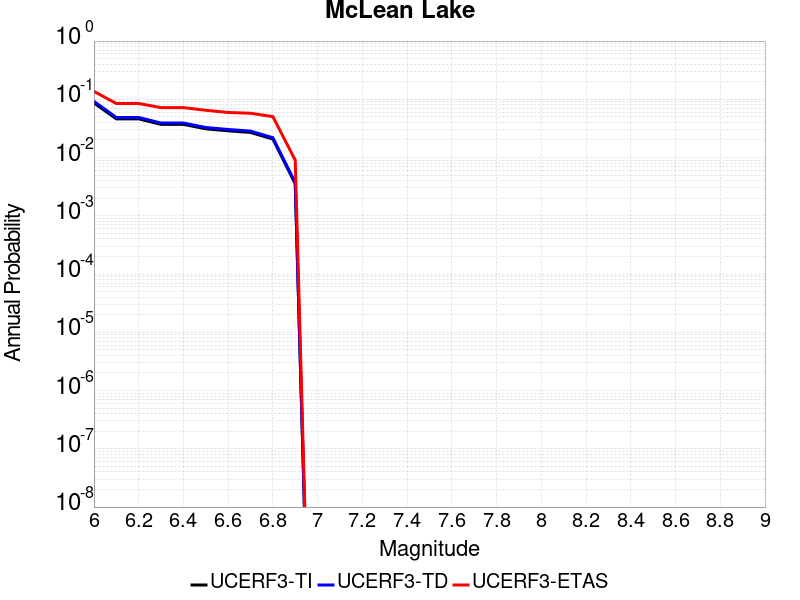 McLean Lake
10^0
10^-1
10^-2
10^-3
10^-4
10^-5
10^-6
10^-7
10^-8
Annual Probability
6 6.2 6.4 6.6 6.8 7 7.2 7.4 7.6 7.8 8 8.2 8.4 8.6 8.8 9
Magnitude
UCERF3-TI UCERF3-TD UCERF3-ETAS